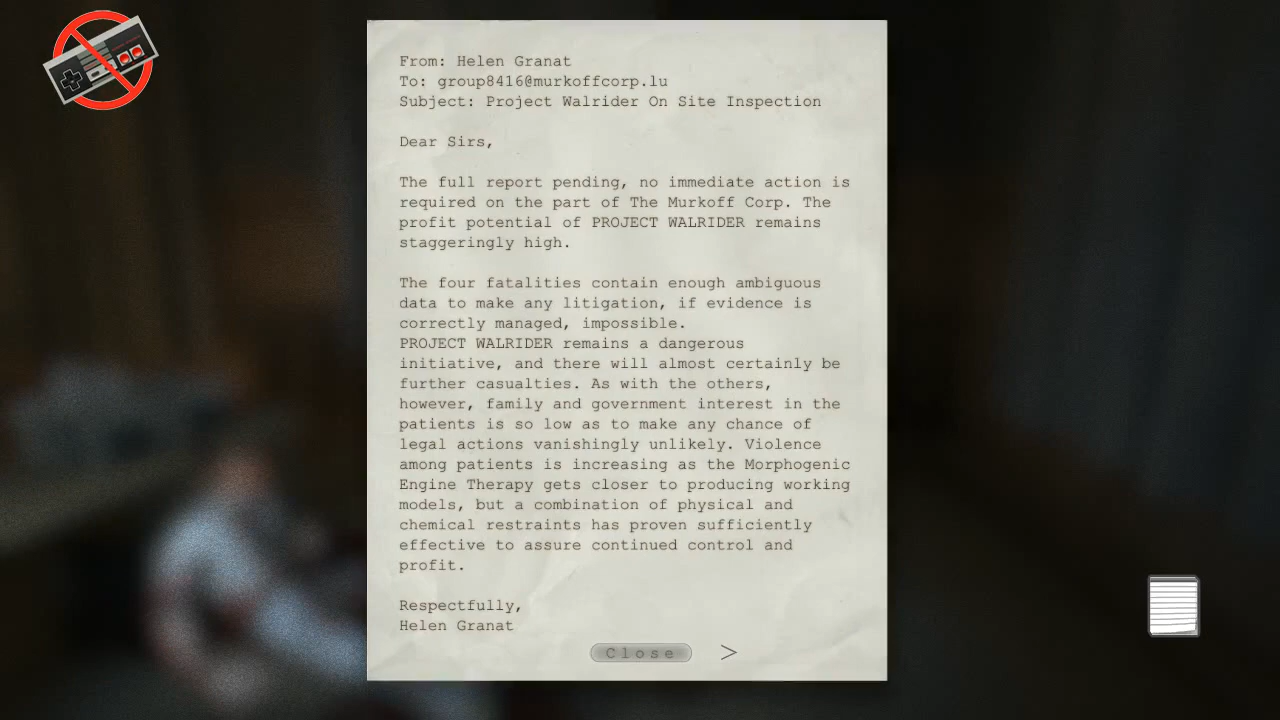 From: Helen Granat
To: group8416@murkoffcorp.lu
Subject: Project Walrider On Site Inspection
Dear Sirs,
The full report pending, no immediate action is
required on the part of The Murkoff Corp. The
profit potential of PROJECT WALRIDER remains
staggeringly high.
The four fatalities contain enough ambiguous
data to make any litigation, if evidence is
correctly managed, impossible.
PROJECT WALRIDER remains a dangerous
initiative, and there will almost certainly be
further casualties. As with the others,
however, family and government interest in the
patients is so low as to make any chance of
legal actions vanishingly unlikely. Violence
among patients is increasing as the Morphogenic
Engine Therapy gets closer to producing working
models, but a combination of physical and
chemical restraints has proven sufficiently
effective to assure continued control and
profit.
Respectfully,
Helen Granat
Close >